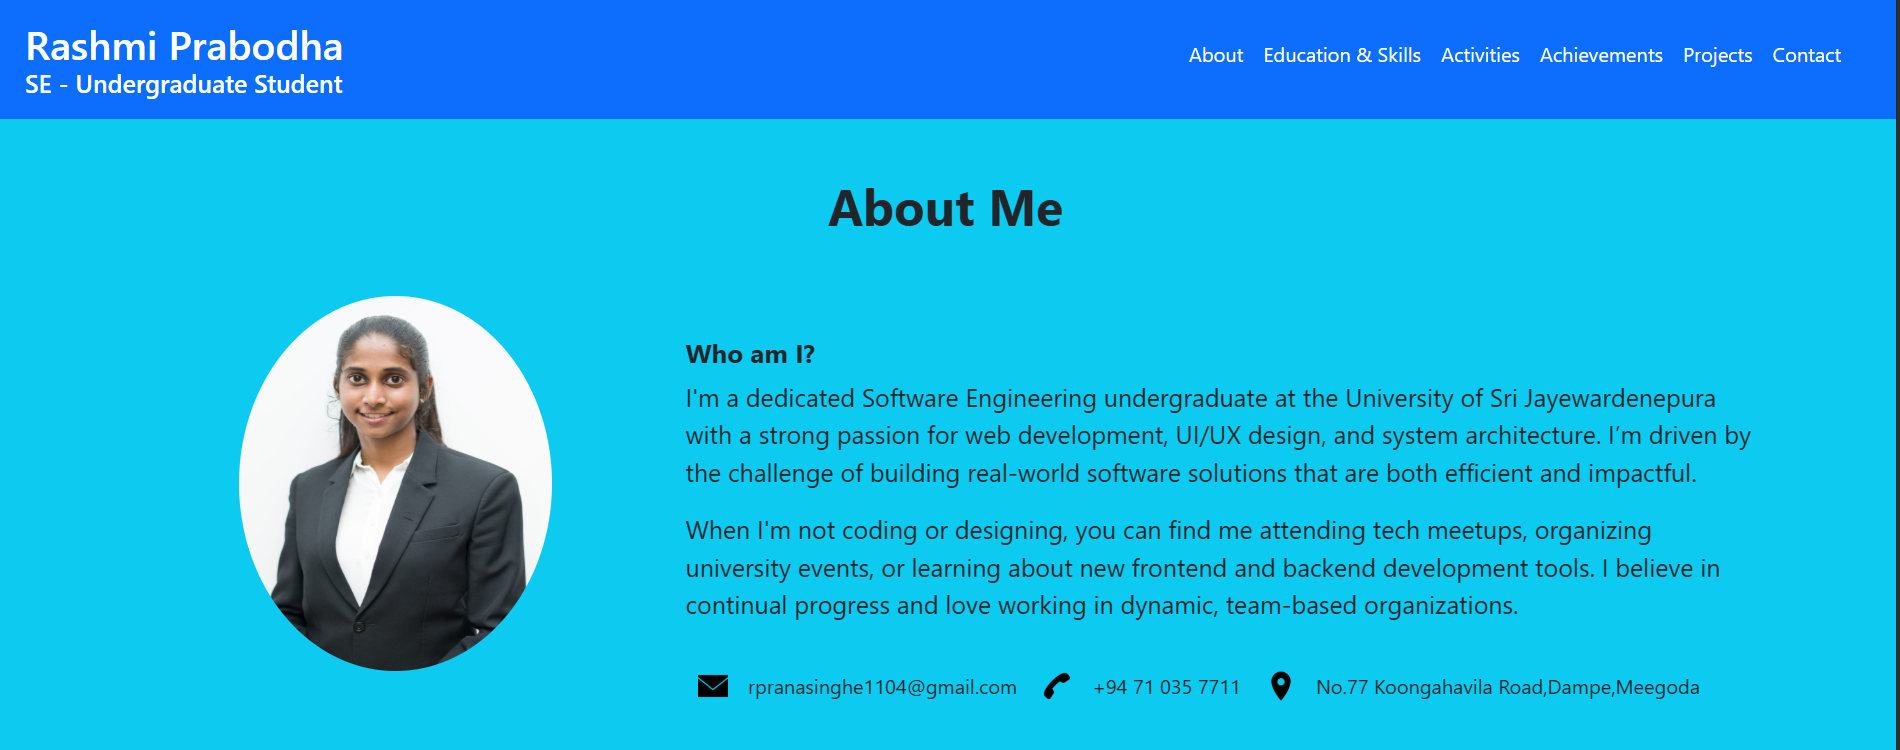 Rashmi Prabodha
SE - Undergraduate Student
About Education & Skills Activities Achievements Projects Contact
About Me
Who am I?
I'm a dedicated Software Engineering undergraduate at the University of Sri Jayewardenepura
with a strong passion for web development, UI/UX design, and system architecture. I’m driven by
the challenge of building real-world software solutions that are both efficient and impactful.
When I'm not coding or designing, you can find me attending tech meetups, organizing
university events, or learning about new frontend and backend development tools. I believe in
continual progress and love working in dynamic, team-based organizations.
rpranasinghe1104@gmail.com +94 71 035 7711 No.77 Koongahavila Road,Dampe,Meegoda